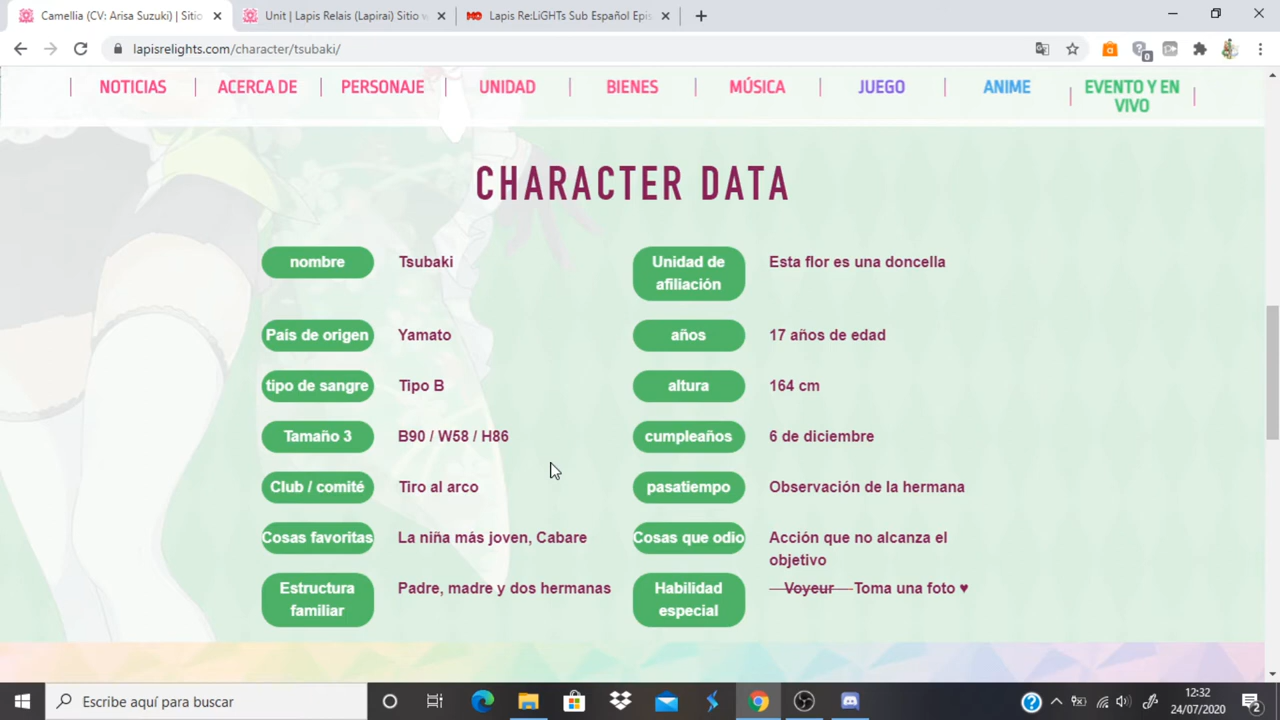 Camellia (CV: Arisa Suzuki) | Sitio
Unit | Lapis Relais (Lapirai) Sitio v
Lapis Re:LiGHTs Sub Español Epis
lapisrelights.com/character/tsubaki/
NOTICIAS
ACERCA DE
PERSONAJE
UNIDAD
BIENES
MÚSICA
JUEGO
ANIME
EVENTO Y EN
VIVO
CHARACTER DATA
nombre
Tsubaki
Unidad de
afiliación
Esta flor es una doncella
País de origen
Yamato
años
17 años de edad
tipo de sangre
Tipo B
altura
164 cm
Tamaño 3
B90 / W58 / H86
cumpleaños
6 de diciembre
Club / comité
Tiro al arco
pasatiempo
Observación de la hermana
Cosas favoritas
La niña más joven, Cabare
Cosas que odio
Acción que no alcanza el
objetivo
Estructura
familiar
Padre, madre y dos hermanas
Habilidad
especial
Voyeur Toma una foto ♥
Escribe aquí para buscar
12:32
24/07/2020